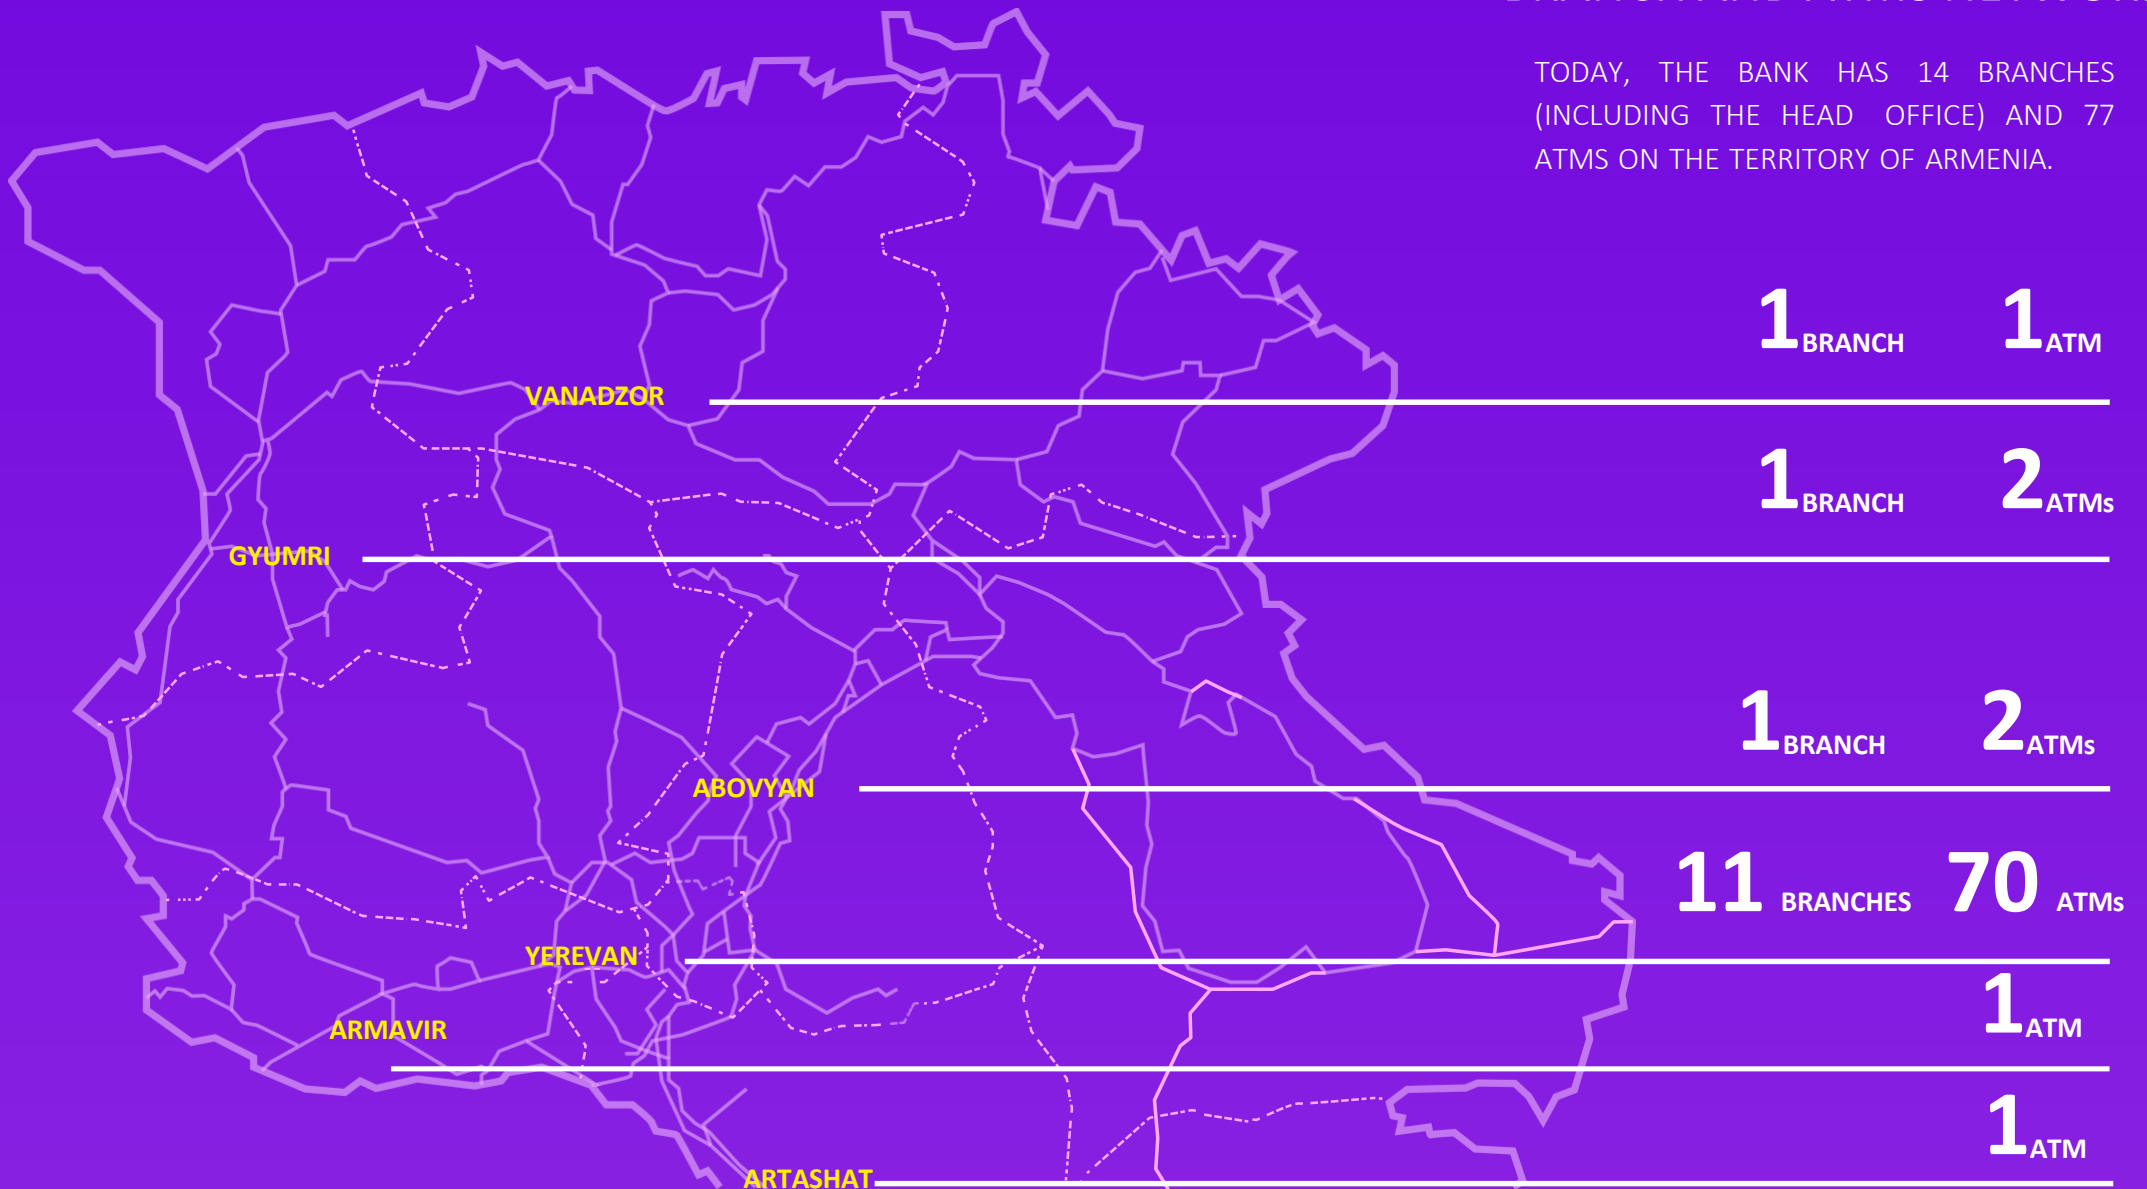 TODAY, THE BANK HAS 14 BRANCHES
(INCLUDING THE HEAD OFFICE) AND 77
ATMS ON THE TERRITORY OF ARMENIA.
1 BRANCH 1 ATM
VANADZOR
1 BRANCH 2 ATMs
GYUMRI
1 BRANCH 2 ATMs
ABOVYAN
11 BRANCHES 70 ATMs
YEREVAN
1 ATM
ARMAVIR
1 ATM
ARTASHAT